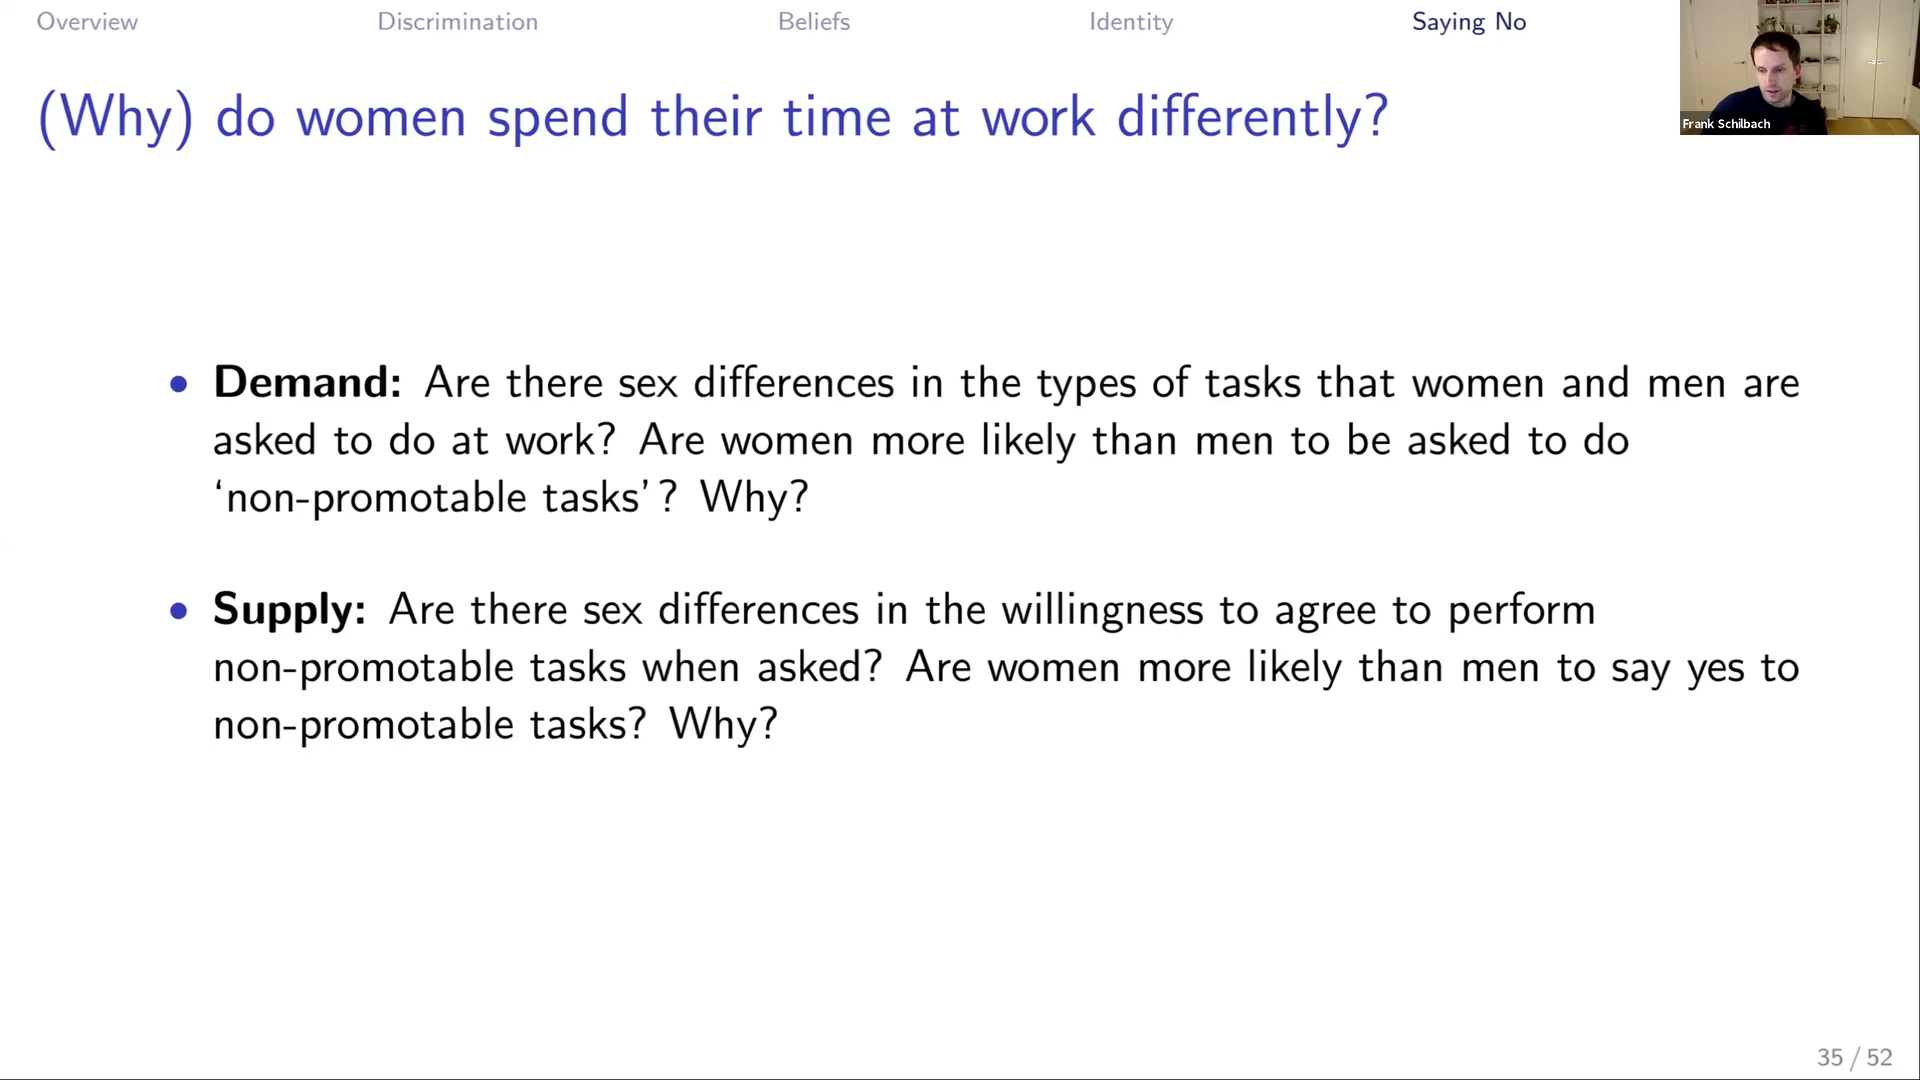 Overview Discrimination Beliefs Identity Saying No
Frank Schilbach
(Why) do women spend their time at work differently?
• Demand: Are there sex differences in the types of tasks that women and men are
asked to do at work? Are women more likely than men to be asked to do
‘non-promotable tasks’? Why?
• Supply: Are there sex differences in the willingness to agree to perform
non-promotable tasks when asked? Are women more likely than men to say yes to
non-promotable tasks? Why?
35 / 52